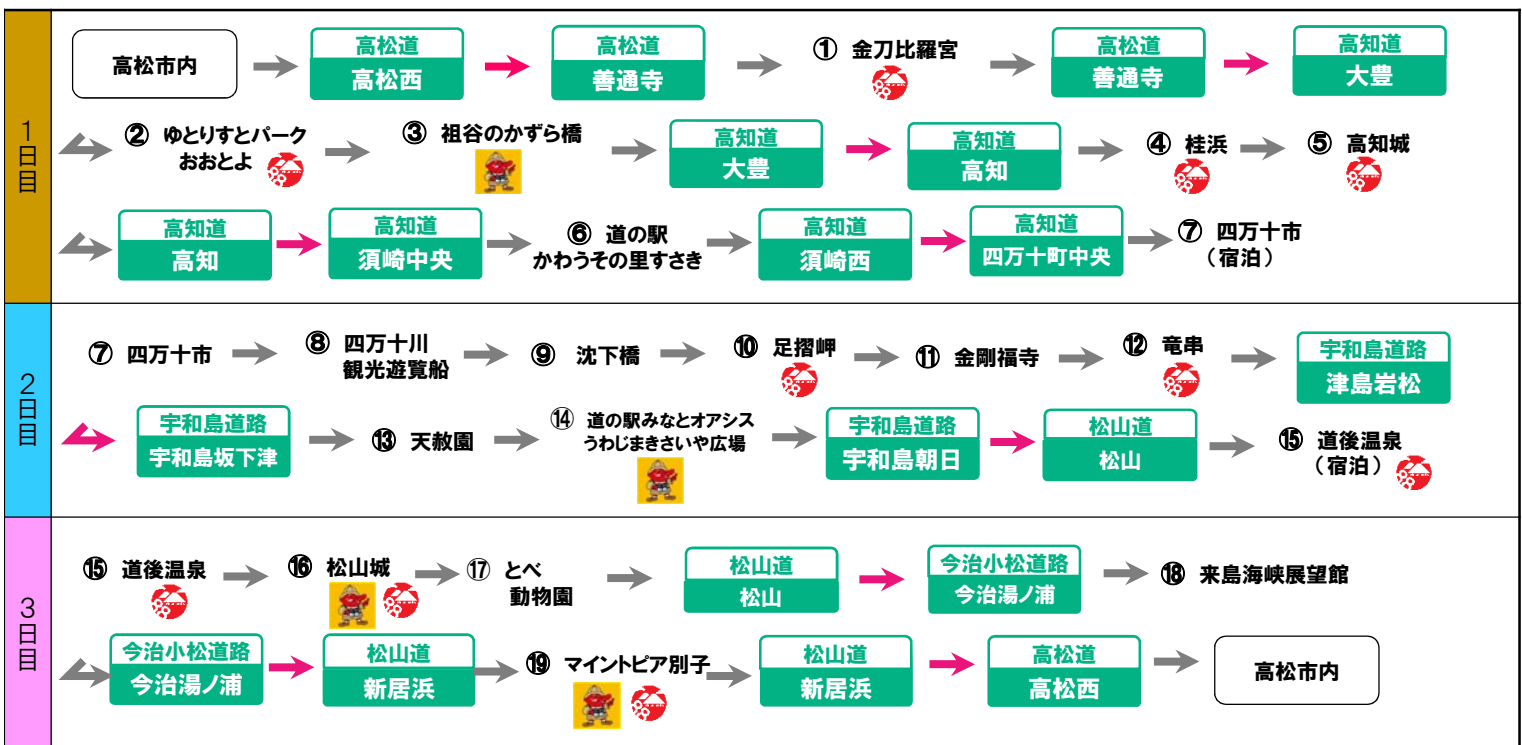 1日目
高松市内
高松道
高松西
高松道
善通寺
① 金刀比羅宮
高松道
善通寺
高知道
大豊
② ゆとりすとパーク
おおとよ
③ 祖谷のかずら橋
高知道
大豊
高知道
高知
④ 桂浜
⑤ 高知城
高知道
高知
高知道
須崎中央
⑥ 道の駅
かわうその里すさき
高知道
須崎西
高知道
四万十町中央
⑦ 四万十市
（宿泊）
2日目
⑦ 四万十市
⑧ 四万十川
観光遊覧船
⑨ 沈下橋
⑩ 足摺岬
⑪ 金剛福寺
⑫ 竜串
宇和島道路
津島岩松
宇和島道路
宇和島坂下津
⑬ 天赦園
⑭ 道の駅みなとオアシス
うわじまきさいや広場
宇和島道路
宇和島朝日
松山道
松山
⑮ 道後温泉
（宿泊）
3日目
⑮ 道後温泉
⑯ 松山城
⑰ とべ
動物園
松山道
松山
今治小松道路
今治湯ノ浦
⑱ 来島海峡展望館
今治小松道路
今治湯ノ浦
松山道
新居浜
⑲ マイントピア別子
松山道
新居浜
高松道
高松西
高松市内